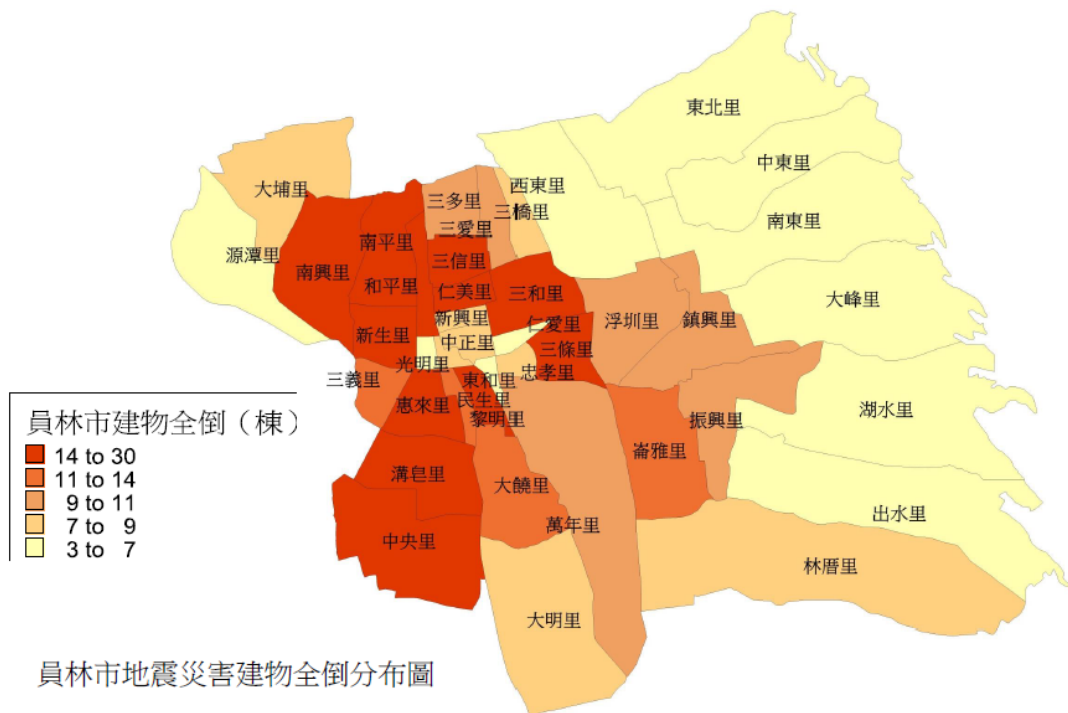 東北里
中東里
西東里
大埔里
三多里
三橋里
南東里
三愛里
南平里
源潭里
三信里
南興里
和平里
仁美里
三和里
大峰里
新興里
仁愛里
浮圳里
鎮興里
新生里
中正里
三條里
光明里
忠孝里
三義里
東和里
民生里
惠來里
黎明里
湖水里
振興里
員林市建物全倒（棟）
14 to 30
11 to 14
9 to 11
7 to 9
3 to 7
崙雅里
溝皂里
大饒里
出水里
萬年里
中央里
林厝里
大明里
員林市地震災害建物全倒分布圖